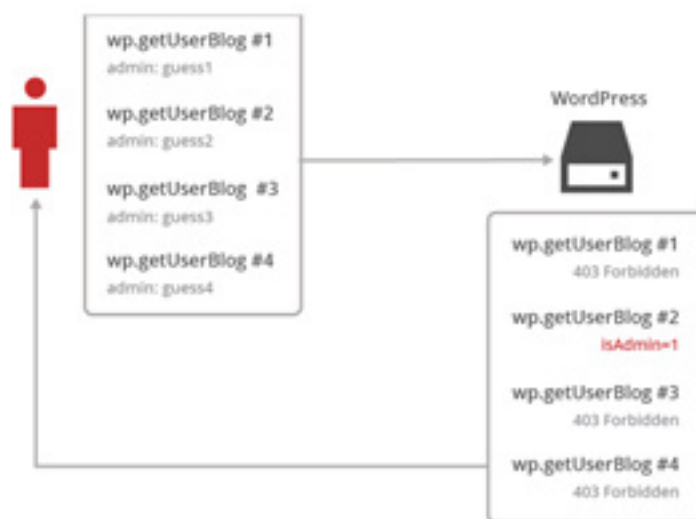 wp.getUserBlog #1
admin: guess1
wp.getUserBlog #2
admin: guess2
wp.getUserBlog #3
admin: guess3
wp.getUserBlog #4
admin: guess4
WordPress
wp.getUserBlog #1
403 Forbidden
wp.getUserBlog #2
isAdmin=1
wp.getUserBlog #3
403 Forbidden
wp.getUserBlog #4
403 Forbidden